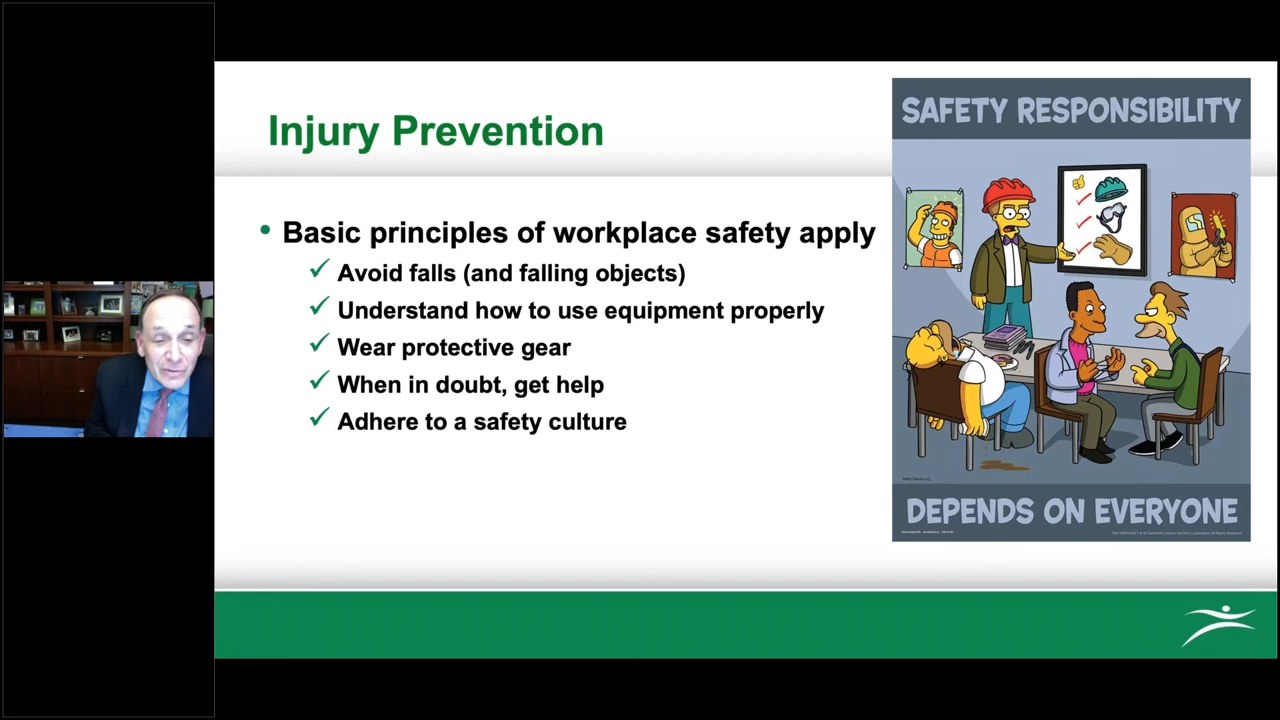 Injury Prevention
• Basic principles of workplace safety apply
✓ Avoid falls (and falling objects)
✓ Understand how to use equipment properly
✓ Wear protective gear
✓ When in doubt, get help
✓ Adhere to a safety culture
SAFETY RESPONSIBILITY
DEPENDS ON EVERYONE